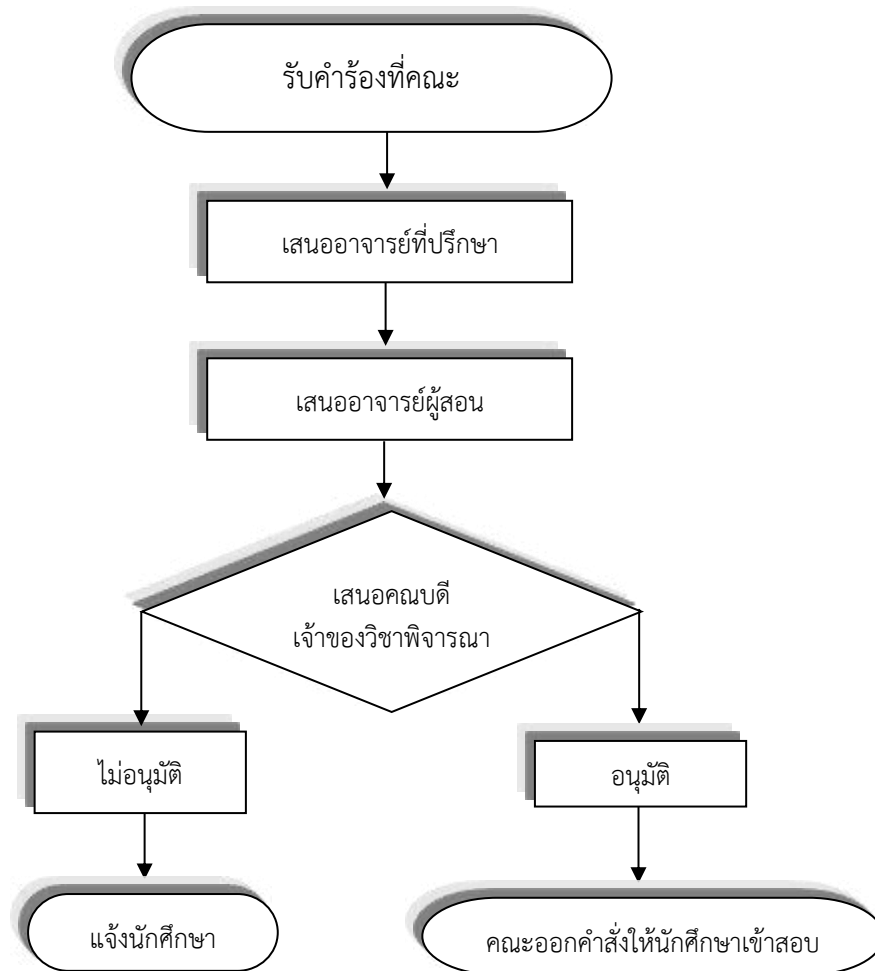 รับคำร้องที่คณะ
เสนออาจารย์ที่ปรึกษา
เสนออาจารย์ผู้สอน
เสนอคณบดี
เจ้าของวิชาพิจารณา
ไม่อนุมัติ
อนุมัติ
แจ้งนักศึกษา
คณะออกคำสั่งให้นักศึกษาเข้าสอบ